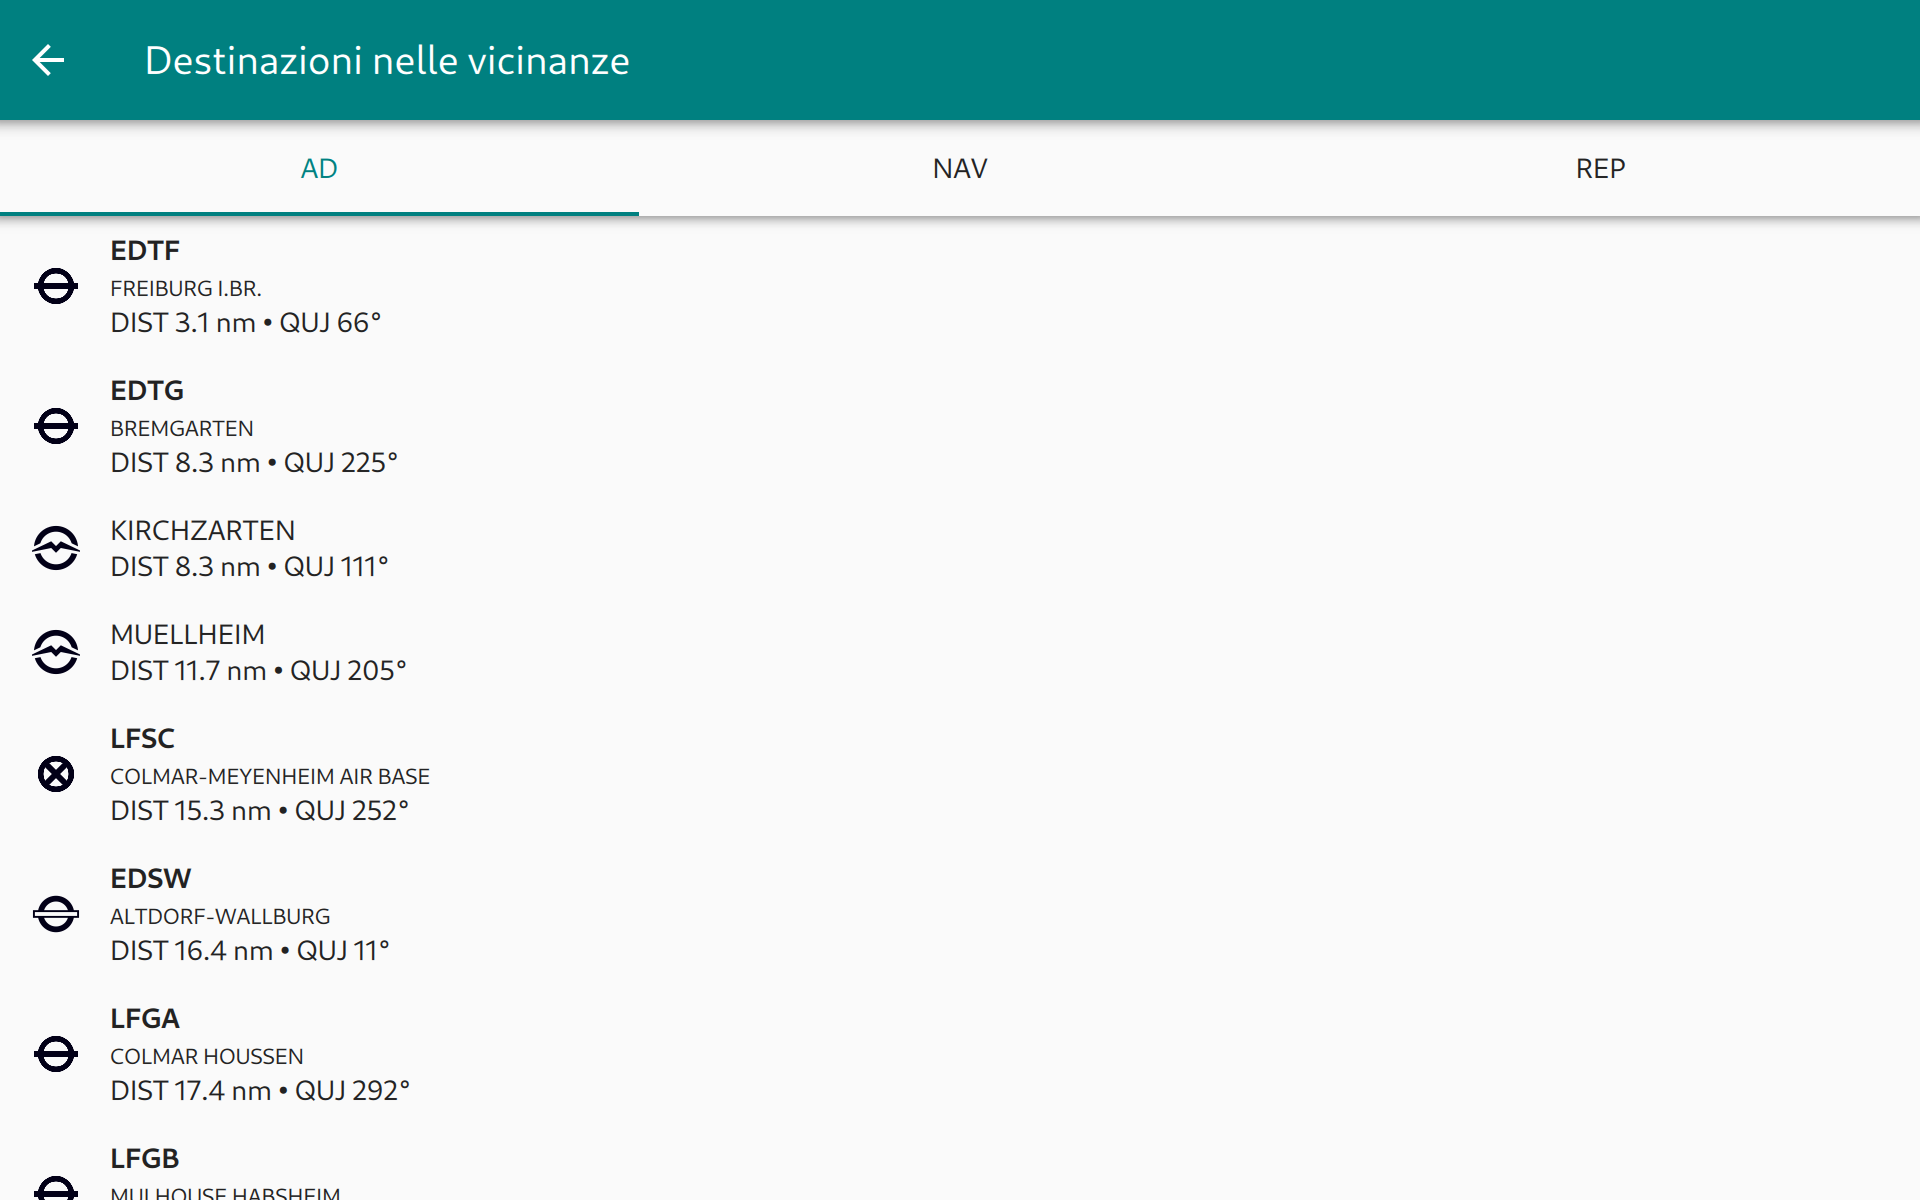 Destinazioni nelle vicinanze
AD
NAV
REP
EDTF
FREIBURG I.BR.
DIST 3.1 nm • QUJ 66°
EDTG
BREMGARTEN
DIST 8.3 nm • QUJ 225°
KIRCHZARTEN
DIST 8.3 nm • QUJ 111°
MUELLHEIM
DIST 11.7 nm • QUJ 205°
LFSC
COLMAR-MEYENHEIM AIR BASE
DIST 15.3 nm • QUJ 252°
EDSW
ALTDORF-WALLBURG
DIST 16.4 nm • QUJ 11°
LFGA
COLMAR HOUSSEN
DIST 17.4 nm • QUJ 292°
LFGB
MULHOUSE HABSHEIM